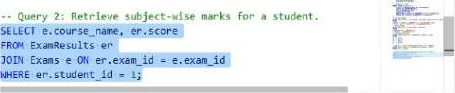 -- Query 2: Retrieve subject-wise marks for a student.
SELECT e.course_name, er.score
FROM ExamResults er
JOIN Exams e ON er.exam_id = e.exam_id
WHERE er.student_id = 1;